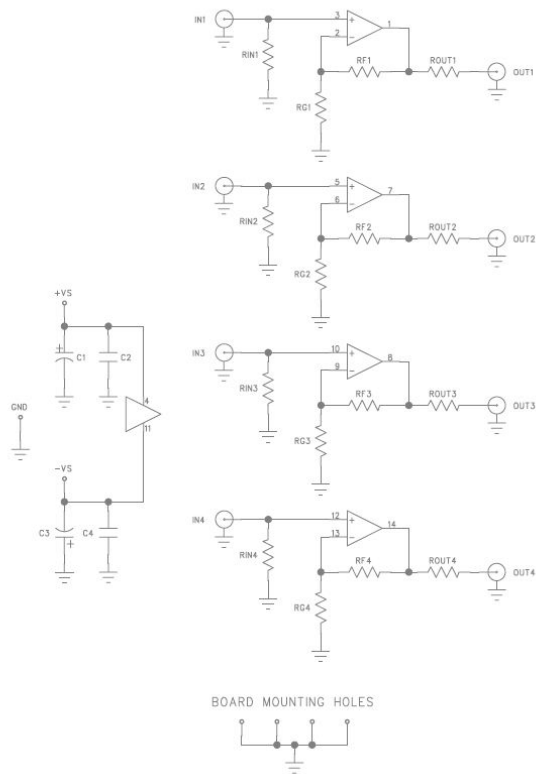 IN1
3
+
2
−
1
RIN1
RF1
ROUT1
OUT1
RG1
IN2
5
+
6
−
7
RIN2
RF2
ROUT2
OUT2
RG2
+VS
+
C1
C2
4
11
GND
−VS
C3
+
C4
IN3
10
+
9
−
8
RIN3
RF3
ROUT3
OUT3
RG3
IN4
12
+
13
−
14
RIN4
RF4
ROUT4
OUT4
RG4
BOARD MOUNTING HOLES